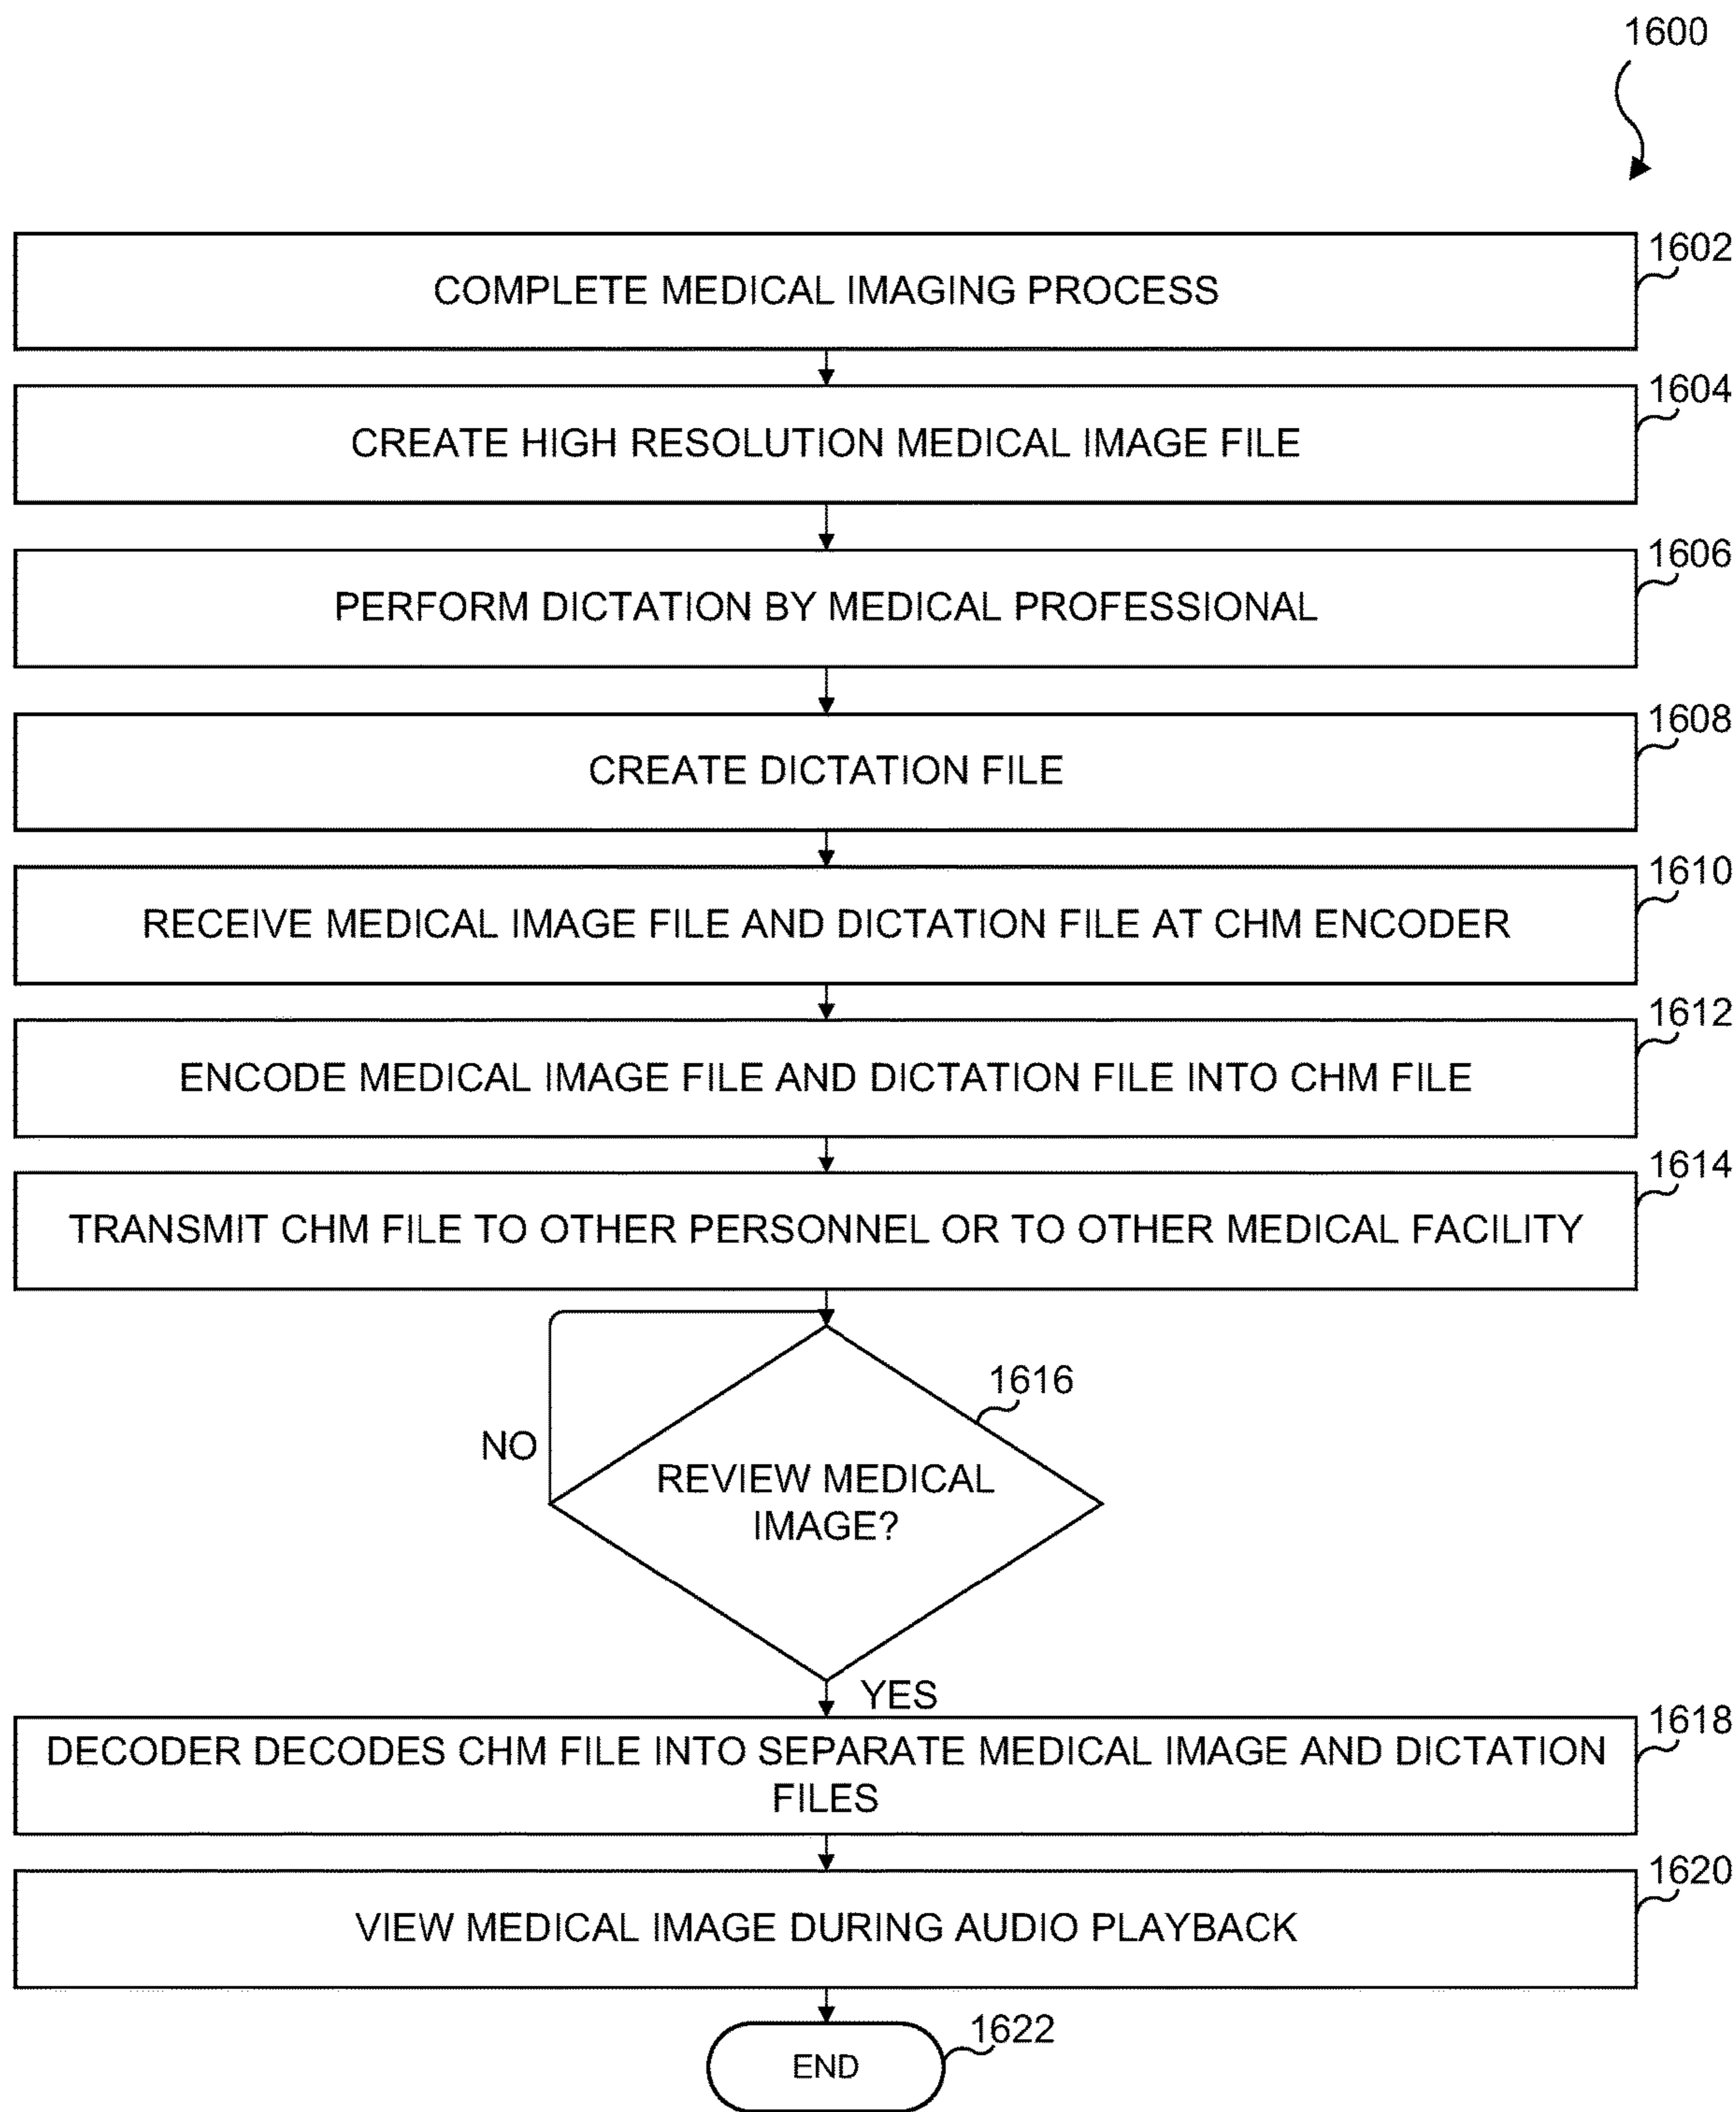 1600
1602
COMPLETE MEDICAL IMAGING PROCESS
1604
CREATE HIGH RESOLUTION MEDICAL IMAGE FILE
1606
PERFORM DICTATION BY MEDICAL PROFESSIONAL
1608
CREATE DICTATION FILE
1610
RECEIVE MEDICAL IMAGE FILE AND DICTATION FILE AT CHM ENCODER
1612
ENCODE MEDICAL IMAGE FILE AND DICTATION FILE INTO CHM FILE
1614
TRANSMIT CHM FILE TO OTHER PERSONNEL OR TO OTHER MEDICAL FACILITY
1616
NO
REVIEW MEDICAL
IMAGE?
YES
1618
DECODER DECODES CHM FILE INTO SEPARATE MEDICAL IMAGE AND DICTATION
FILES
1620
VIEW MEDICAL IMAGE DURING AUDIO PLAYBACK
1622
END